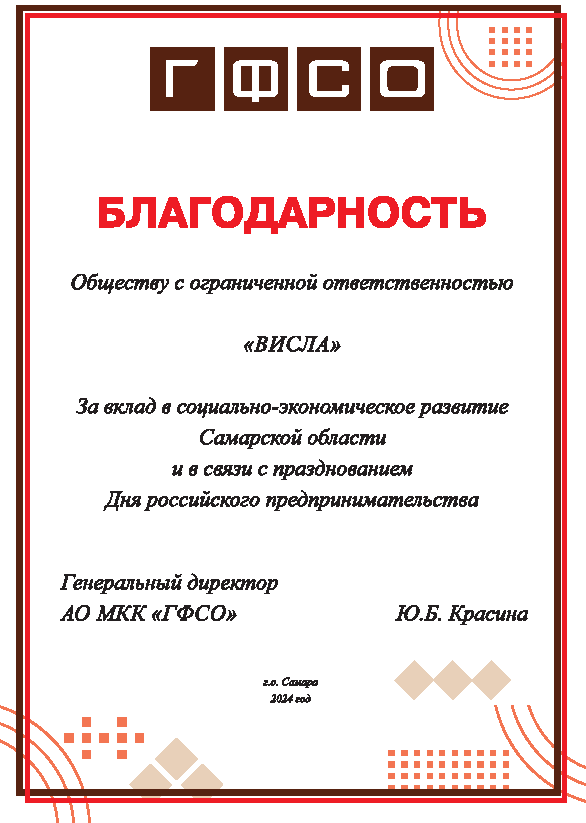 ГФСО
БЛАГОДАРНОСТЬ
Обществу с ограниченной ответственностью
«ВИСЛА»
За вклад в социально-экономическое развитие
Самарской области
и в связи с празднованием
Дня российского предпринимательства
Генеральный директор
АО МКК «ГФСО» Ю.Б. Красина
г.о. Самара
2024 год